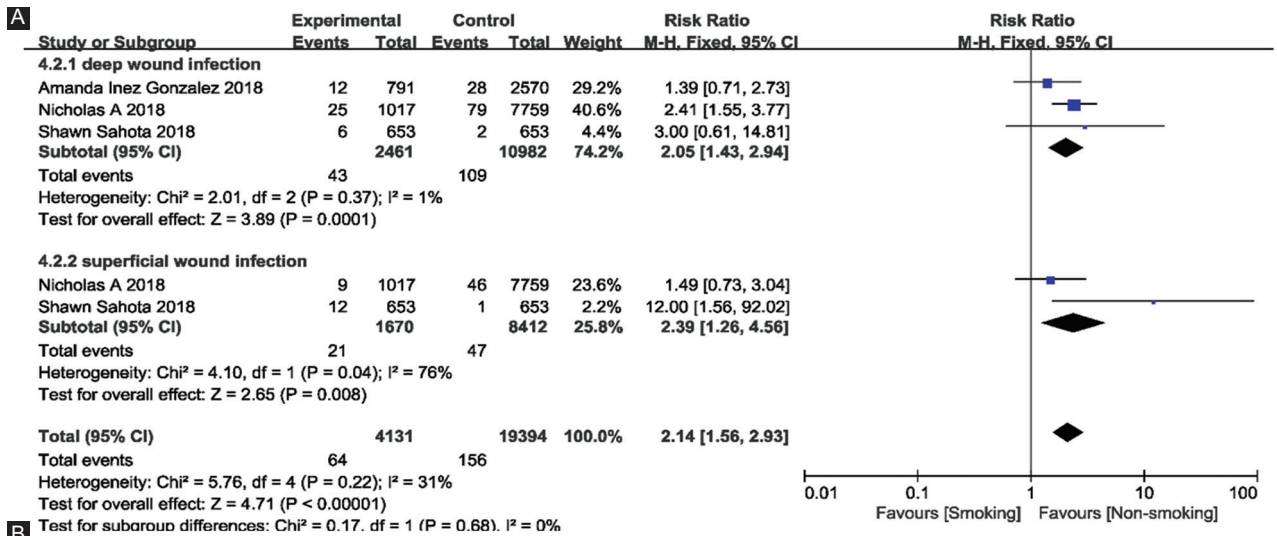 A
Experimental Control Risk Ratio Risk Ratio
Study or Subgroup Events Total Events Total Weight M-H, Fixed, 95% CI M-H, Fixed, 95% CI
4.2.1 deep wound infection
Amanda Inez Gonzalez 2018 12 791 28 2570 29.2% 1.39 [0.71, 2.73]
Nicholas A 2018 25 1017 79 7759 40.6% 2.41 [1.55, 3.77]
Shawn Sahota 2018 6 653 2 653 4.4% 3.00 [0.61, 14.81]
Subtotal (95% CI) 2461 10982 74.2% 2.05 [1.43, 2.94]
Total events 43 109
Heterogeneity: Chi² = 2.01, df = 2 (P = 0.37); I² = 1%
Test for overall effect: Z = 3.89 (P = 0.0001)
4.2.2 superficial wound infection
Nicholas A 2018 9 1017 46 7759 23.6% 1.49 [0.73, 3.04]
Shawn Sahota 2018 12 653 1 653 2.2% 12.00 [1.56, 92.02]
Subtotal (95% CI) 1670 8412 25.8% 2.39 [1.26, 4.56]
Total events 21 47
Heterogeneity: Chi² = 4.10, df = 1 (P = 0.04); I² = 76%
Test for overall effect: Z = 2.65 (P = 0.008)
Total (95% CI) 4131 19394 100.0% 2.14 [1.56, 2.93]
Total events 64 156
Heterogeneity: Chi² = 5.76, df = 4 (P = 0.22); I² = 31%
Test for overall effect: Z = 4.71 (P < 0.00001)
Test for subgroup differences: Chi² = 0.17, df = 1 (P = 0.68), I² = 0%
0.01 0.1 1 10 100
Favours [Smoking] Favours [Non-smoking]
B